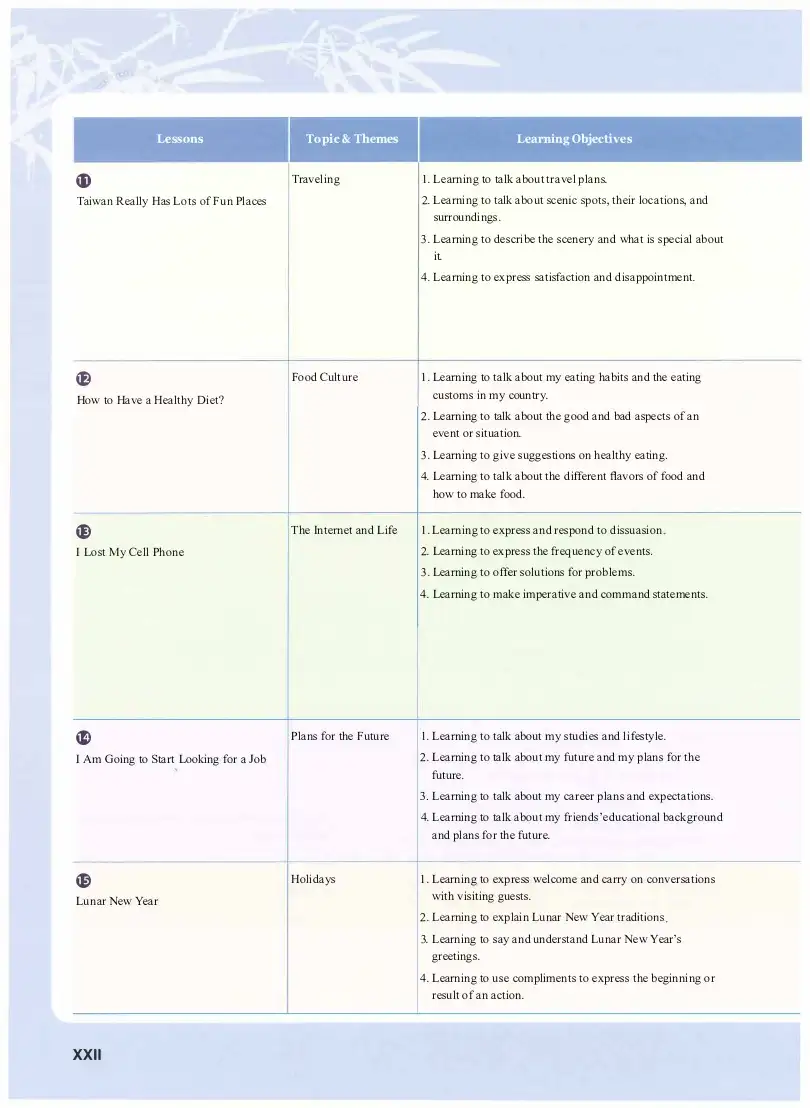 Lessons Topic & Themes Learning Objectives
11
Taiwan Really Has Lots of Fun Places
Traveling
1. Learning to talk about travel plans.
2. Learning to talk about scenic spots, their locations, and
surroundings.
3. Learning to describe the scenery and what is special about
it.
4. Learning to express satisfaction and disappointment.
12
How to Have a Healthy Diet?
Food Culture
1. Learning to talk about my eating habits and the eating
customs in my country.
2. Learning to talk about the good and bad aspects of an
event or situation.
3. Learning to give suggestions on healthy eating.
4. Learning to talk about the different flavors of food and
how to make food.
13
I Lost My Cell Phone
The Internet and Life
1. Learning to express and respond to dissuasion.
2. Learning to express the frequency of events.
3. Learning to offer solutions for problems.
4. Learning to make imperative and command statements.
14
I Am Going to Start Looking for a Job
Plans for the Future
1. Learning to talk about my studies and lifestyle.
2. Learning to talk about my future and my plans for the
future.
3. Learning to talk about my career plans and expectations.
4. Learning to talk about my friends' educational background
and plans for the future.
15
Lunar New Year
Holidays
1. Learning to express welcome and carry on conversations
with visiting guests.
2. Learning to explain Lunar New Year traditions.
3. Learning to say and understand Lunar New Year's
greetings.
4. Learning to use compliments to express the beginning or
result of an action.
XXII